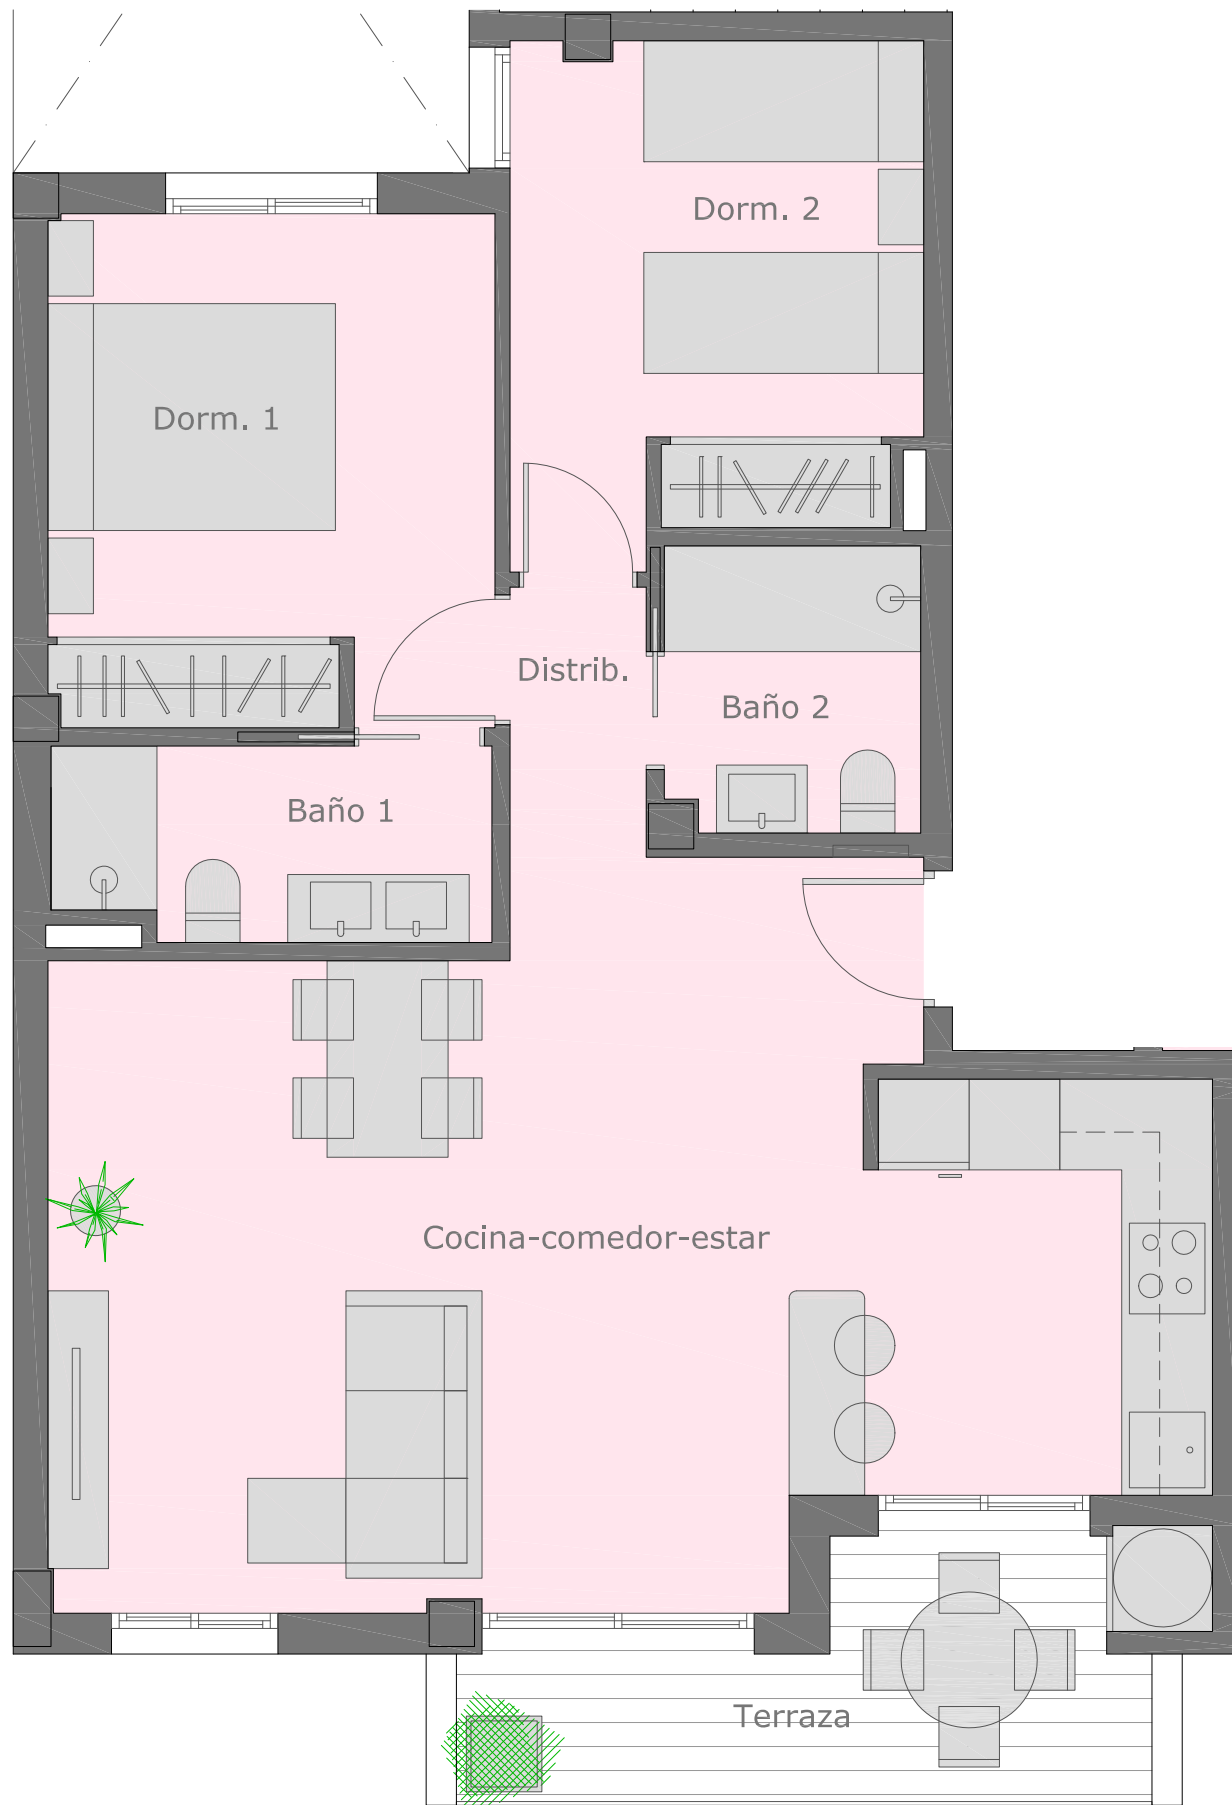 Dorm. 2
Dorm. 1
Distrib.
Baño 2
Baño 1
Cocina-comedor-estar
Terraza